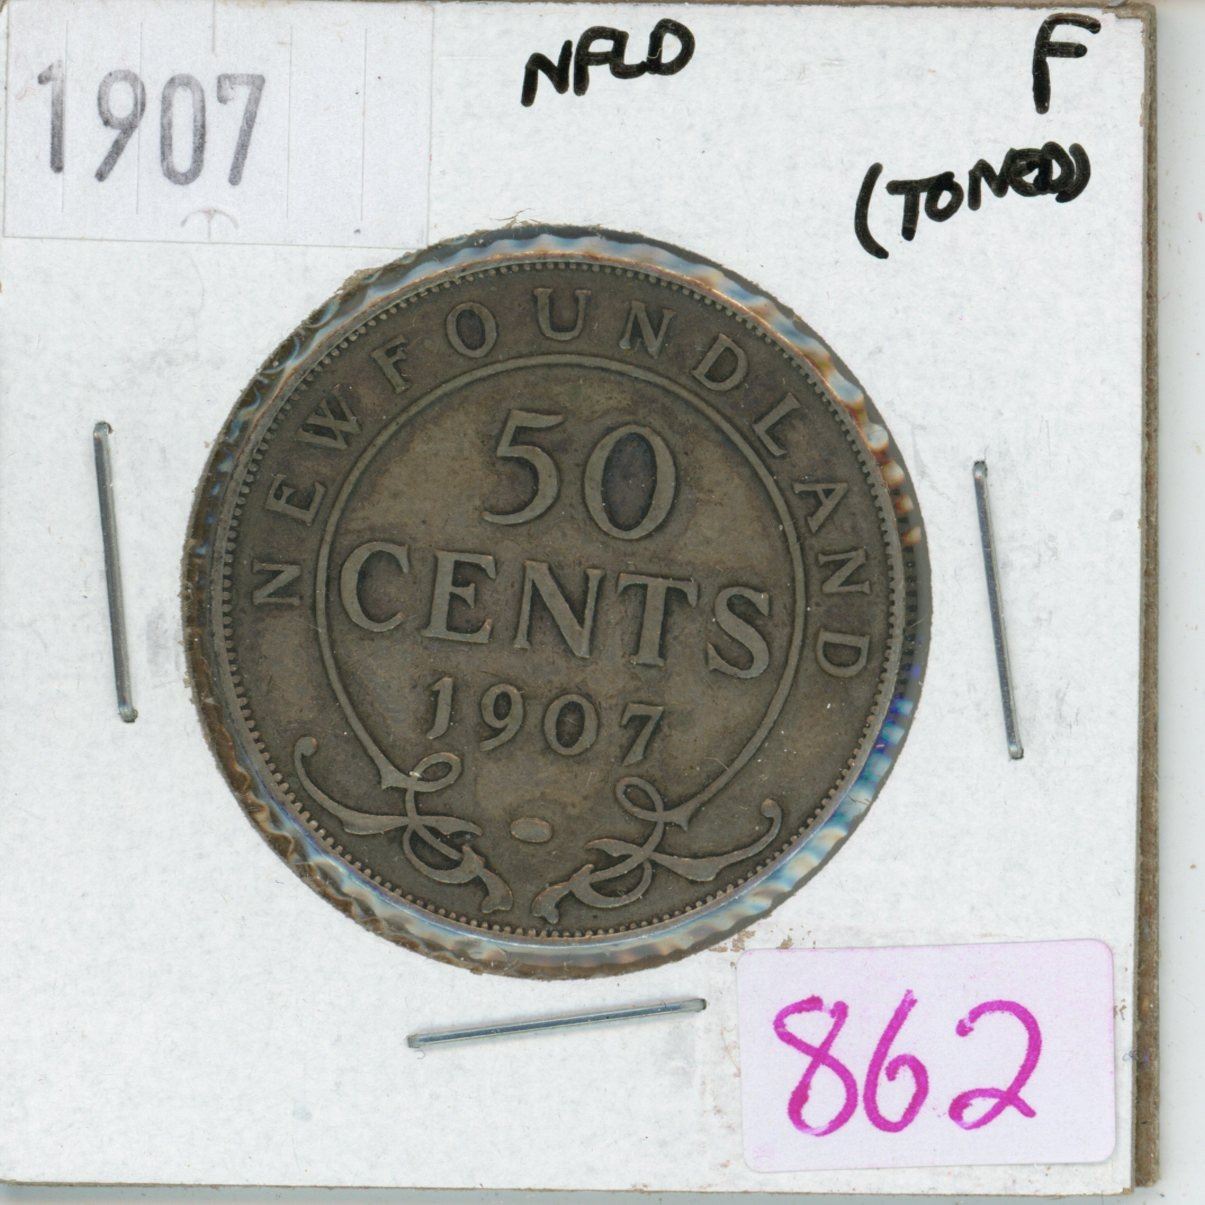 1907
NFLD
F
(TONED)
NEWFOUNDLAND
50
CENTS
1907
862